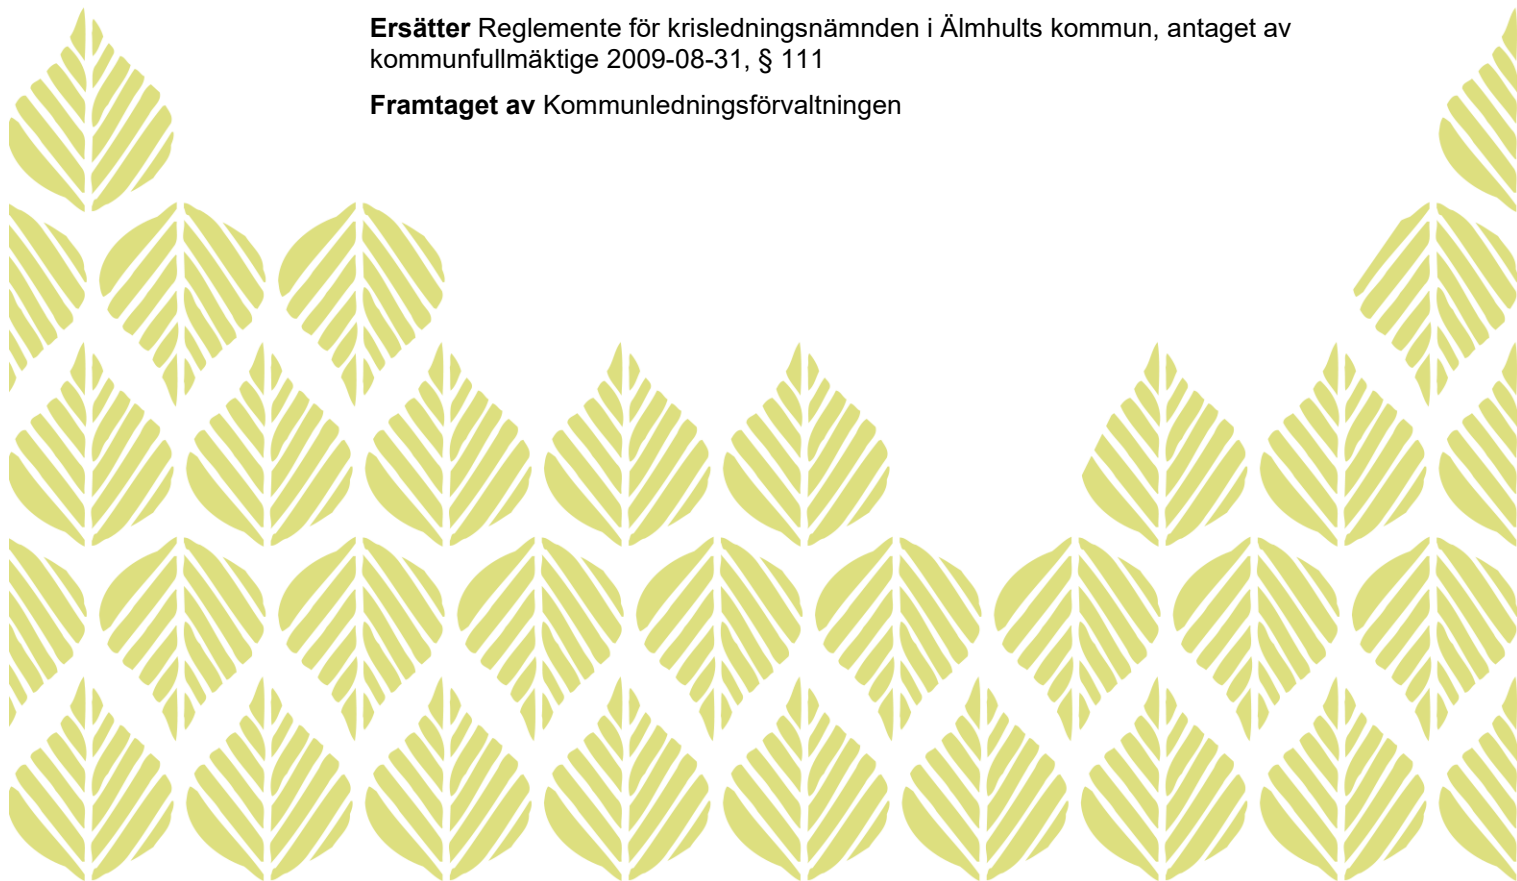 Ersätter Reglemente för krisledningsnämnden i Älmhults kommun, antaget av
kommunfullmäktige 2009-08-31, § 111
Framtaget av Kommunledningsförvaltningen